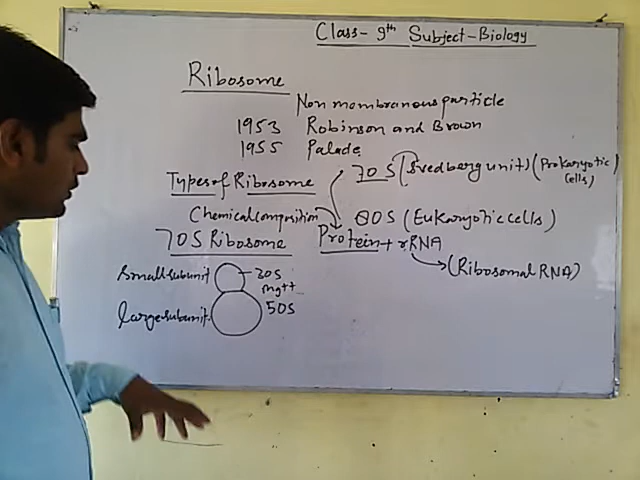 Class-9th Subject-Biology
Ribosome
Non membranous particle
1953 Robinson and Brown
1955 Palade
Types of Ribosome
70S (Svedberg unit) (Prokaryotic cells)
80S (Eukaryotic cells)
Chemical composition
Protein + rRNA
(Ribosomal RNA)
70S Ribosome
Small subunit 30S
mg++
large subunit 50S